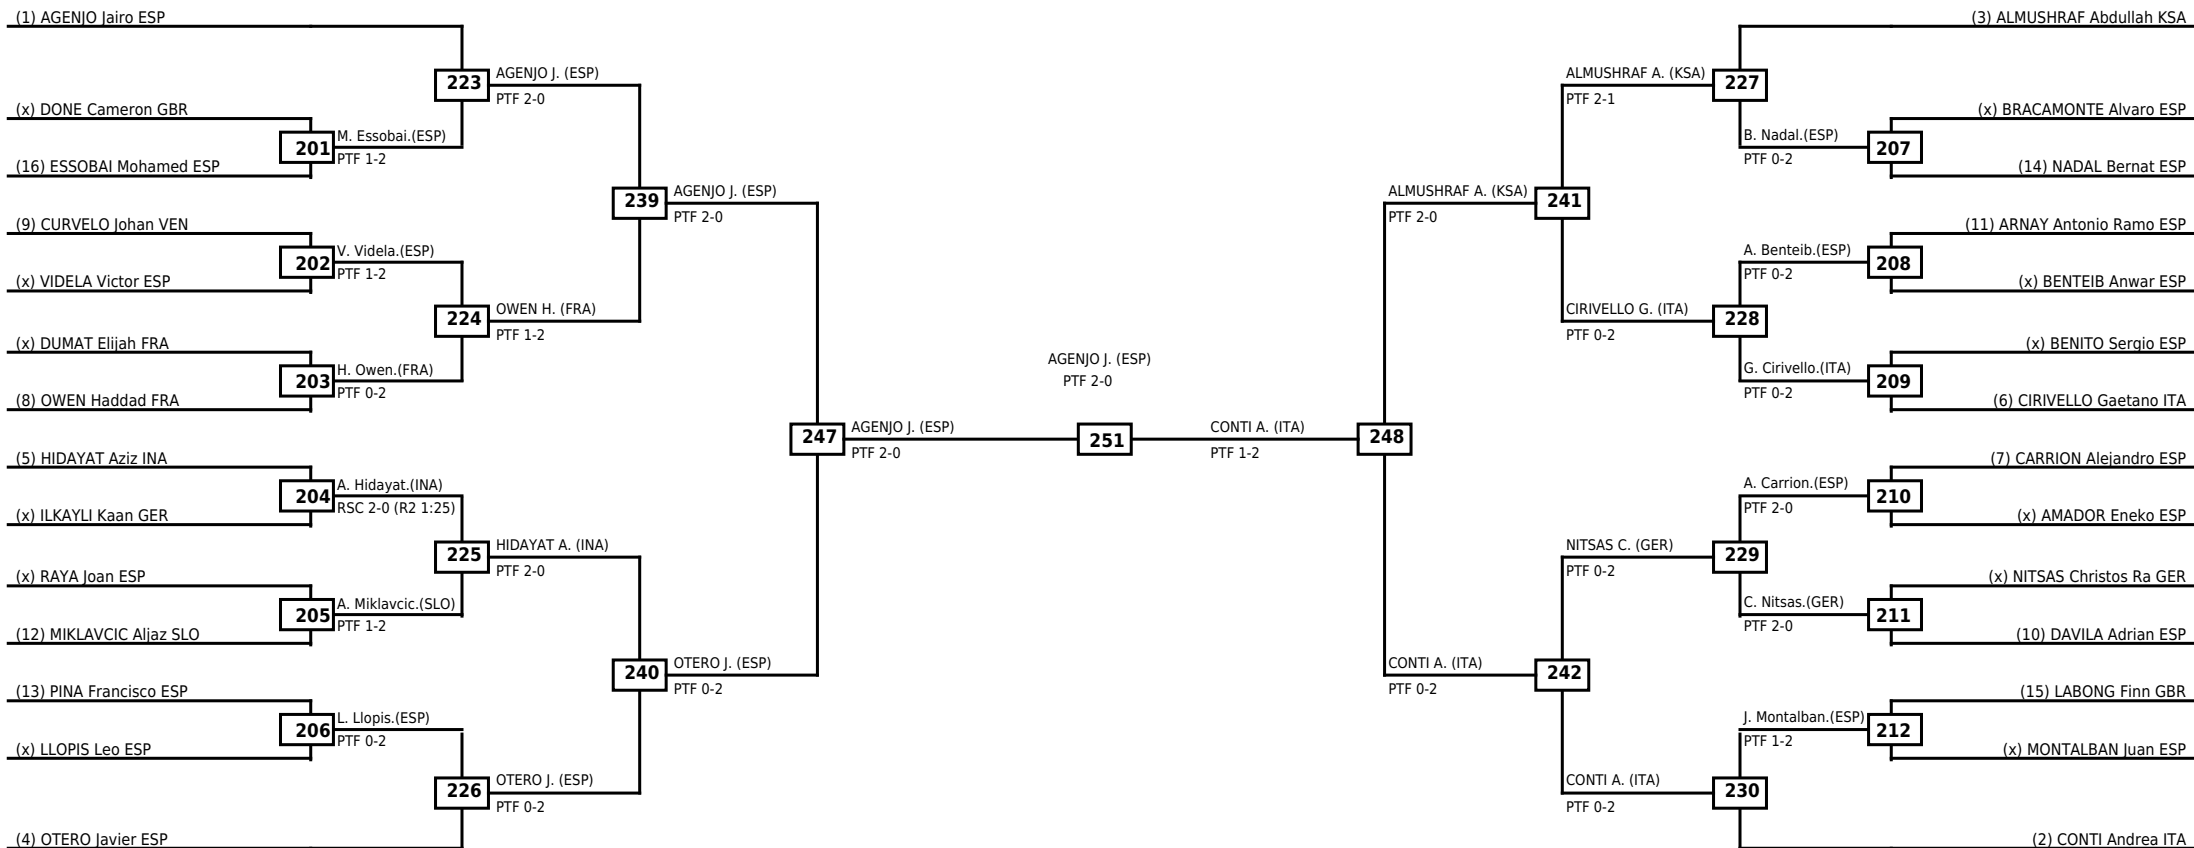 (1) AGENJO Jairo ESP
223
AGENJO J. (ESP)
PTF 2-0
(x) DONE Cameron GBR
201
M. Essobai.(ESP)
PTF 1-2
(16) ESSOBAI Mohamed ESP
239
AGENJO J. (ESP)
PTF 2-0
(9) CURVELO Johan VEN
202
V. Videla.(ESP)
PTF 1-2
(x) VIDELA Victor ESP
224
OWEN H. (FRA)
PTF 1-2
(x) DUMAT Elijah FRA
203
H. Owen.(FRA)
PTF 0-2
(8) OWEN Haddad FRA
247
AGENJO J. (ESP)
PTF 2-0
(5) HIDAYAT Aziz INA
204
A. Hidayat.(INA)
RSC 2-0 (R2 1:25)
(x) ILKAYLI Kaan GER
225
HIDAYAT A. (INA)
PTF 2-0
(x) RAYA Joan ESP
205
A. Miklavcic.(SLO)
PTF 1-2
(12) MIKLAVCIC Aljaz SLO
240
OTERO J. (ESP)
PTF 0-2
(13) PINA Francisco ESP
206
L. Llopis.(ESP)
PTF 0-2
(x) LLOPIS Leo ESP
226
OTERO J. (ESP)
PTF 0-2
(4) OTERO Javier ESP
AGENJO J. (ESP)
PTF 2-0
251
CONTI A. (ITA)
PTF 1-2
248
(3) ALMUSHRAF Abdullah KSA
ALMUSHRAF A. (KSA)
PTF 2-1
227
(x) BRACAMONTE Alvaro ESP
B. Nadal.(ESP)
PTF 0-2
207
(14) NADAL Bernat ESP
ALMUSHRAF A. (KSA)
PTF 2-0
241
(11) ARNAY Antonio Ramo ESP
A. Benteib.(ESP)
PTF 0-2
208
(x) BENTEIB Anwar ESP
CIRIVELLO G. (ITA)
PTF 0-2
228
(x) BENITO Sergio ESP
G. Cirivello.(ITA)
PTF 0-2
209
(6) CIRIVELLO Gaetano ITA
(7) CARRION Alejandro ESP
A. Carrion.(ESP)
PTF 2-0
210
(x) AMADOR Eneko ESP
NITSAS C. (GER)
PTF 0-2
229
(x) NITSAS Christos Ra GER
C. Nitsas.(GER)
PTF 2-0
211
(10) DAVILA Adrian ESP
CONTI A. (ITA)
PTF 0-2
242
(15) LABONG Finn GBR
J. Montalban.(ESP)
PTF 1-2
212
(x) MONTALBAN Juan ESP
CONTI A. (ITA)
PTF 0-2
230
(2) CONTI Andrea ITA